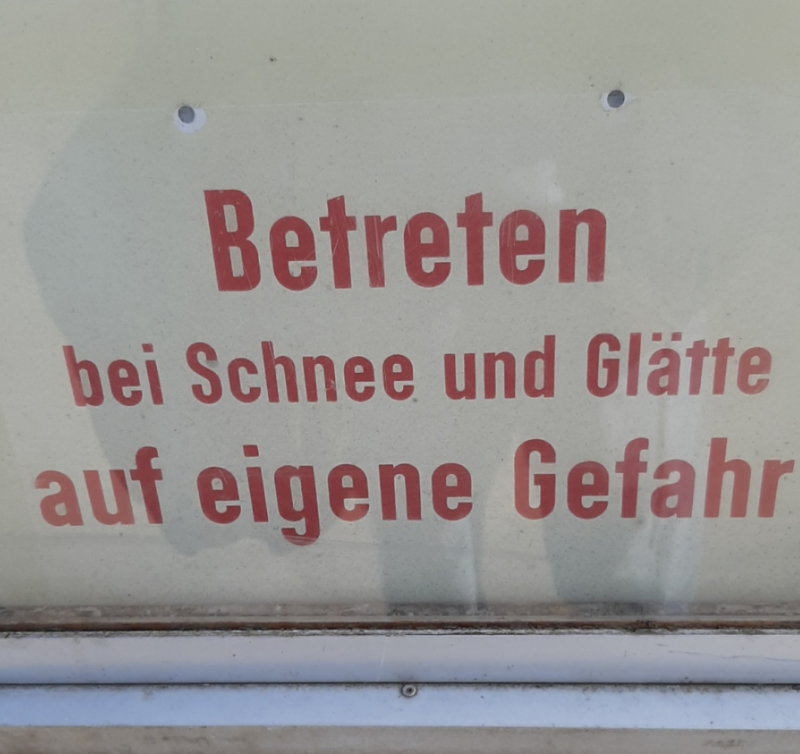 Betreten
bei Schnee und Glätte
auf eigene Gefahr